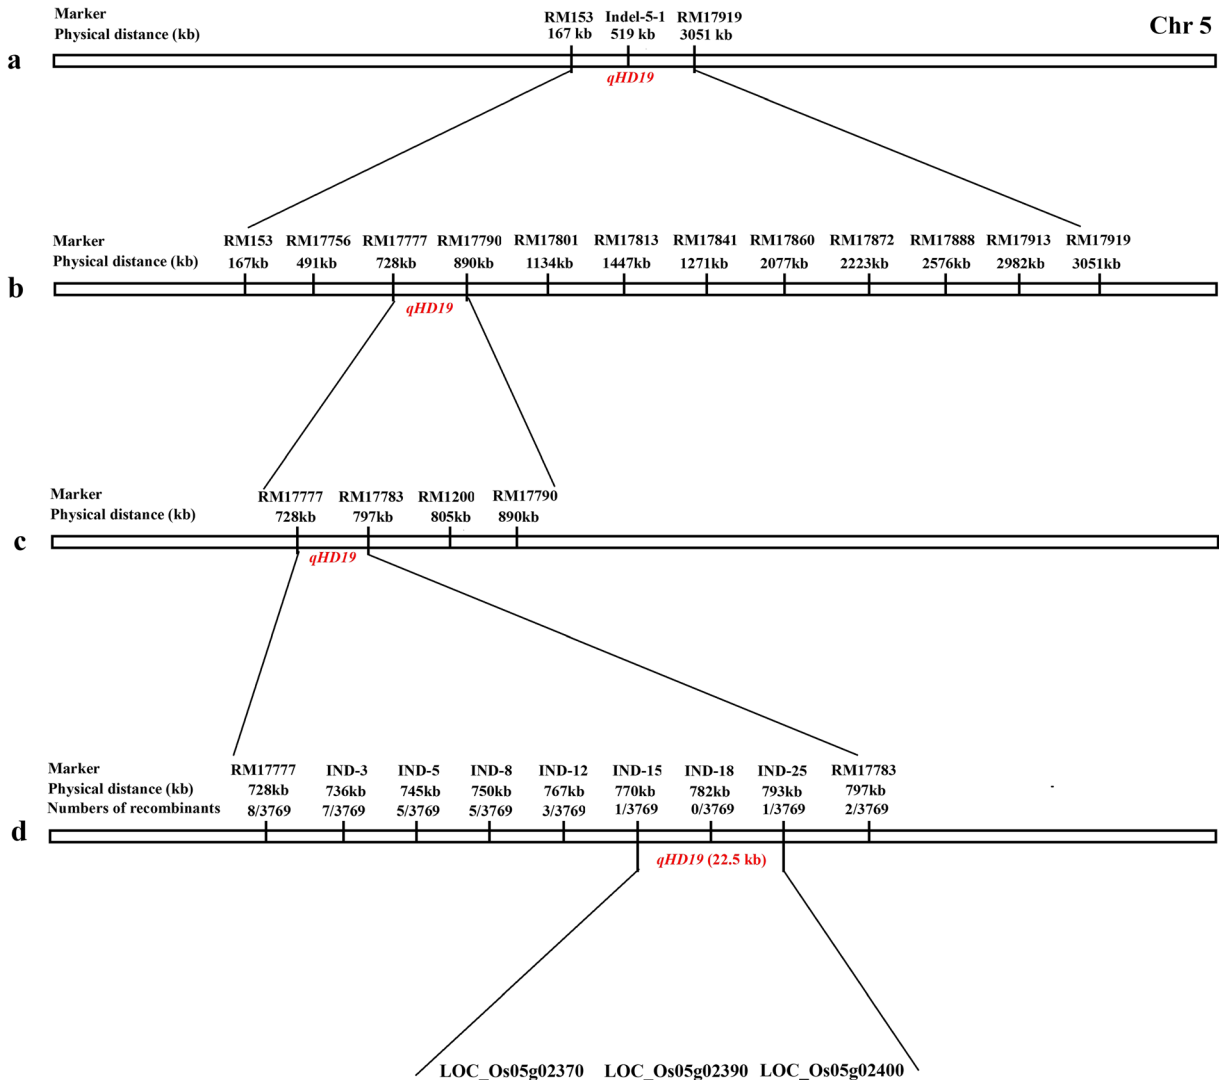 Marker RM153 Indel-5-1 RM17919
Physical distance (kb) 167 kb 519 kb 3051 kb
Chr 5
a
qHD19
Marker RM153 RM17756 RM17777 RM17790 RM17801 RM17813 RM17841 RM17860 RM17872 RM17888 RM17913 RM17919
Physical distance (kb) 167kb 491kb 728kb 890kb 1134kb 1447kb 1271kb 2077kb 2223kb 2576kb 2982kb 3051kb
b
qHD19
Marker RM17777 RM17783 RM1200 RM17790
Physical distance (kb) 728kb 797kb 805kb 890kb
c
qHD19
Marker RM17777 IND-3 IND-5 IND-8 IND-12 IND-15 IND-18 IND-25 RM17783
Physical distance (kb) 728kb 736kb 745kb 750kb 767kb 770kb 782kb 793kb 797kb
Numbers of recombinants 8/3769 7/3769 5/3769 5/3769 3/3769 1/3769 0/3769 1/3769 2/3769
d
qHD19 (22.5 kb)
LOC_Os05g02370 LOC_Os05g02390 LOC_Os05g02400